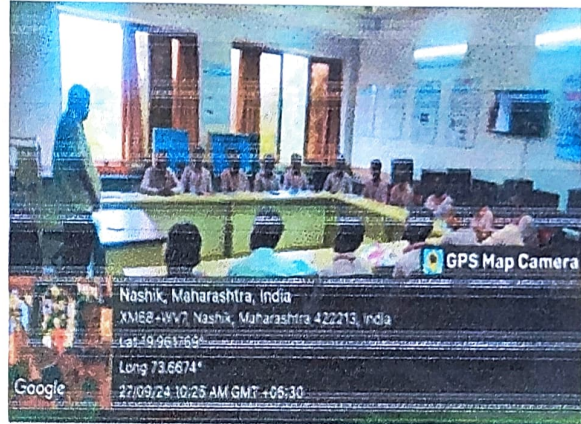 GPS Map Camera
Nashik, Maharashtra, India
XM68+WV7, Nashik, Maharashtra 422213, India
Lat 19.961769°
Long 73.6674°
27/09/24 10:25 AM GMT +05:30
Google